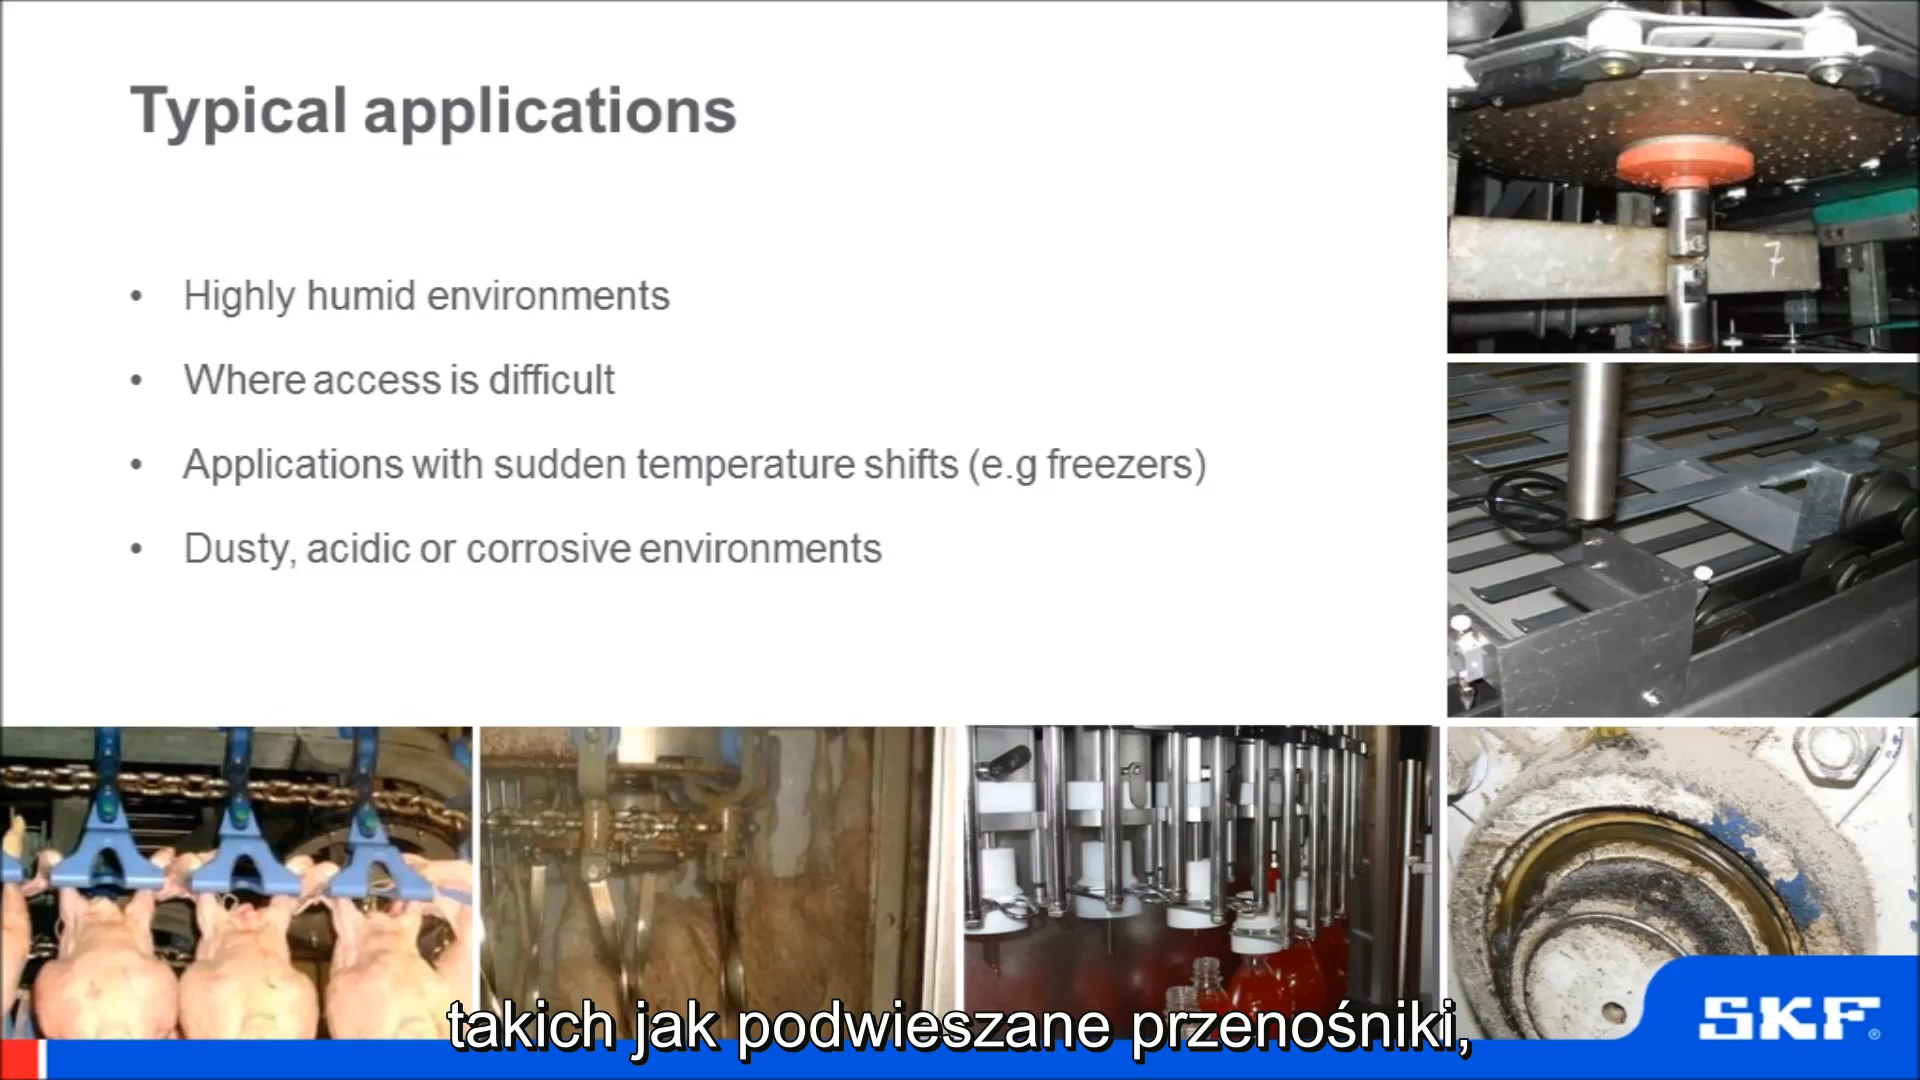 Typical applications
• Highly humid environments
• Where access is difficult
• Applications with sudden temperature shifts (e.g freezers)
• Dusty, acidic or corrosive environments
7
takich jak podwieszane przenośniki,
SKF®